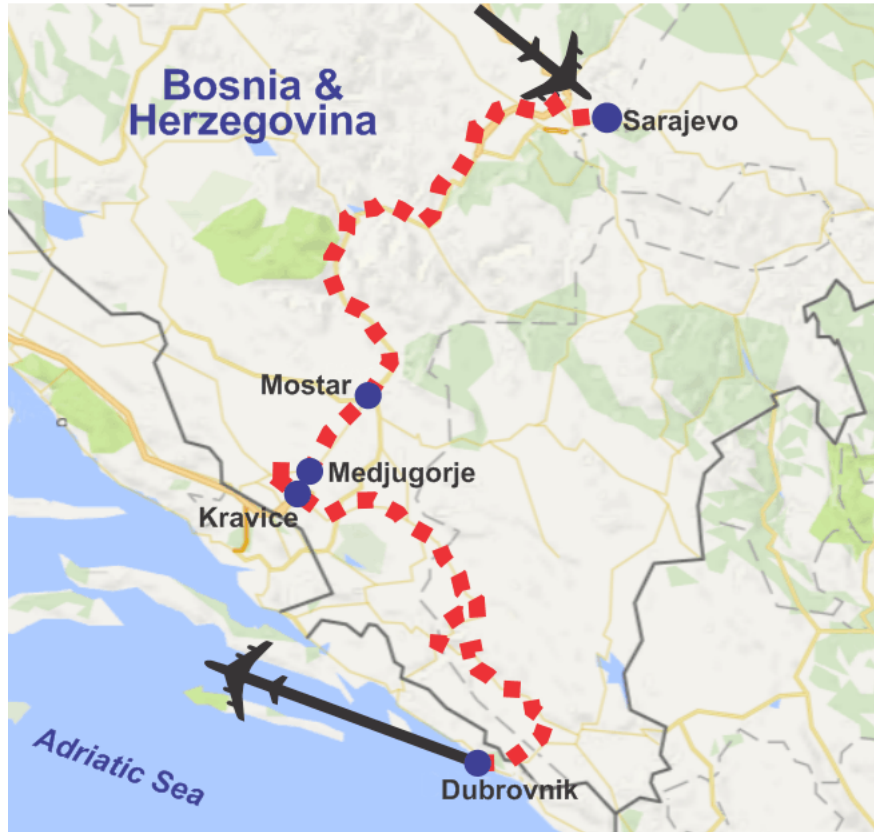 Bosnia &
Herzegovina
Sarajevo
Mostar
Medjugorje
Kravice
Adriatic Sea
Dubrovnik